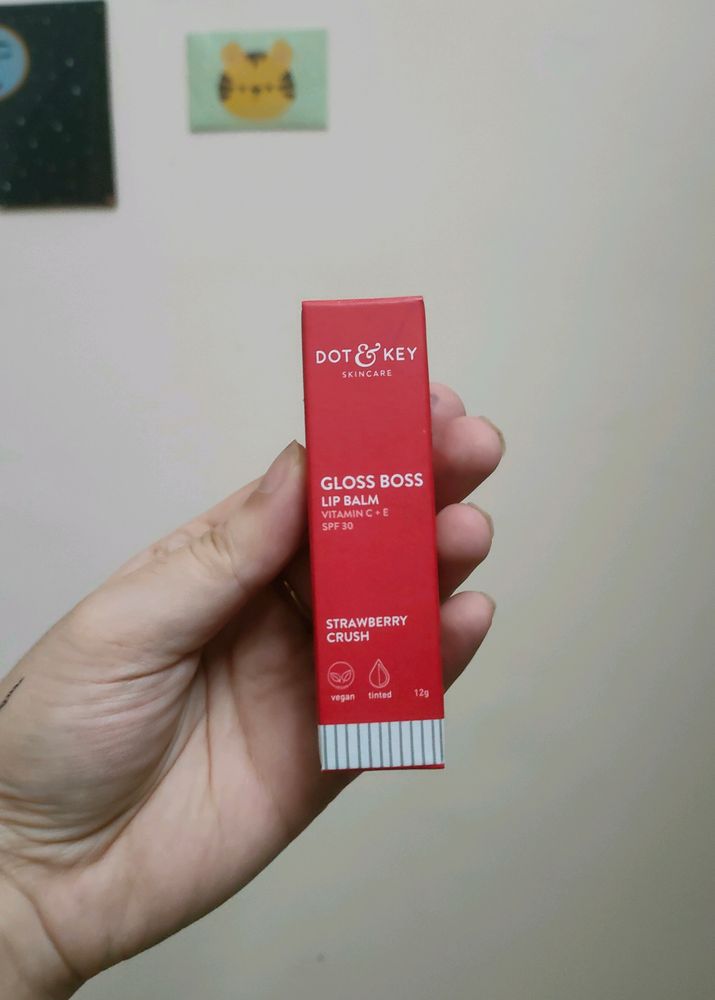 DOT & KEY
SKINCARE
GLOSS BOSS
LIP BALM
VITAMIN C + E
SPF 30
STRAWBERRY
CRUSH
vegan tinted 12g